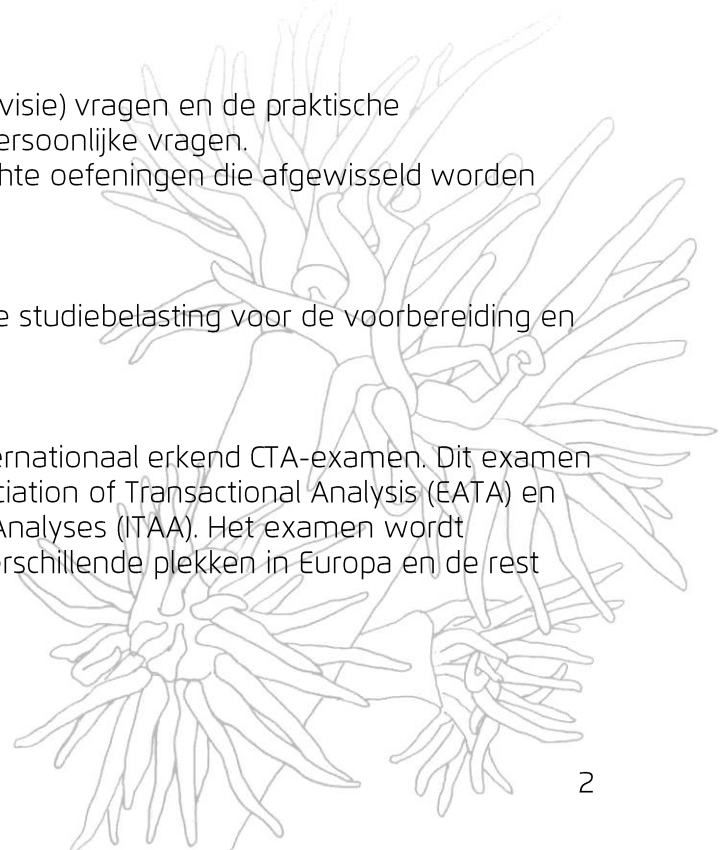 visie) vragen en de praktische
ersoonlijke vragen.
hte oefeningen die afgewisseld worden
e studiebelasting voor de voorbereiding en
ernationaal erkend CTA-examen. Dit examen
ciation of Transactional Analysis (EATA) en
Analyses (ITAA). Het examen wordt
erschillende plekken in Europa en de rest
2